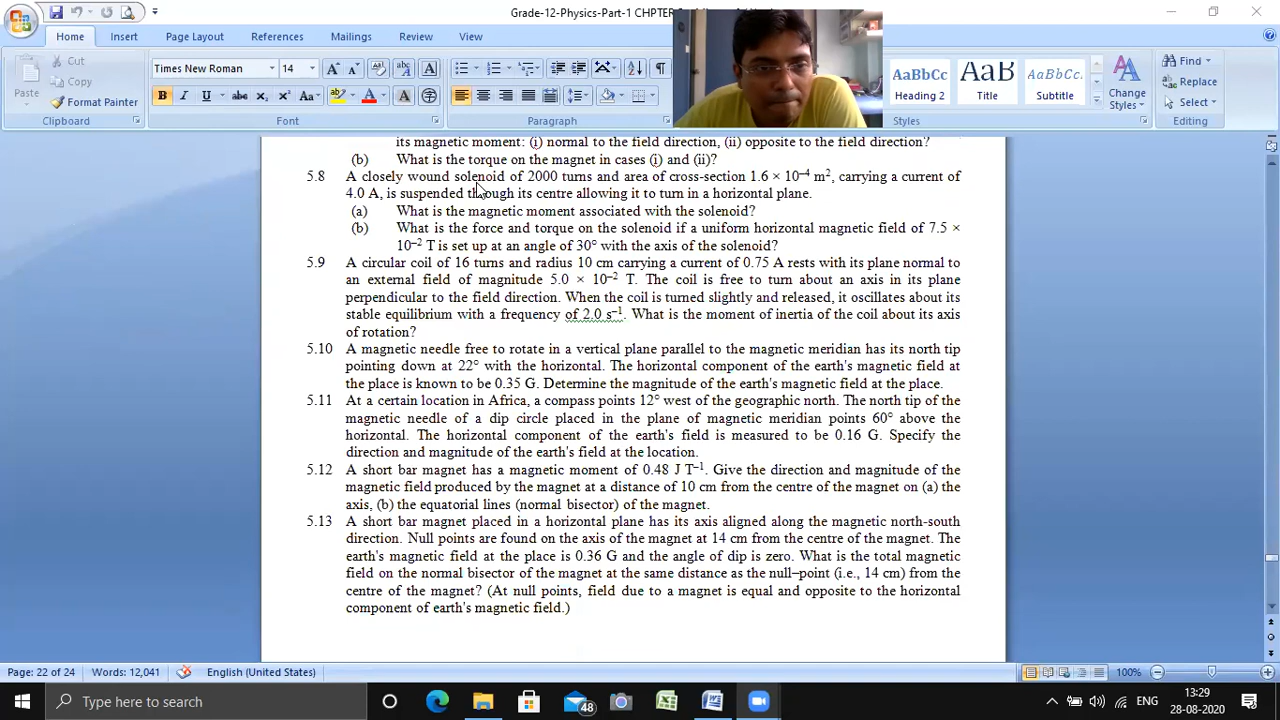 Grade-12-Physics-Part-1 CHPTER
Home Insert Page Layout References Mailings Review View
Cut
Copy
Paste
Format Painter
Clipboard
Times New Roman 14
B I U abc X₂ X² Aa
Font
Paragraph
AaBbCc AaB AaBbCc
Heading 2 Title Subtitle
Change Styles
Styles
Find
Replace
Select
Editing
its magnetic moment: (i) normal to the field direction, (ii) opposite to the field direction?
(b) What is the torque on the magnet in cases (i) and (ii)?
5.8 A closely wound solenoid of 2000 turns and area of cross-section 1.6 × 10⁻⁴ m², carrying a current of
4.0 A, is suspended through its centre allowing it to turn in a horizontal plane.
(a) What is the magnetic moment associated with the solenoid?
(b) What is the force and torque on the solenoid if a uniform horizontal magnetic field of 7.5 ×
10⁻² T is set up at an angle of 30° with the axis of the solenoid?
5.9 A circular coil of 16 turns and radius 10 cm carrying a current of 0.75 A rests with its plane normal to
an external field of magnitude 5.0 × 10⁻² T. The coil is free to turn about an axis in its plane
perpendicular to the field direction. When the coil is turned slightly and released, it oscillates about its
stable equilibrium with a frequency of 2.0 s⁻¹. What is the moment of inertia of the coil about its axis
of rotation?
5.10 A magnetic needle free to rotate in a vertical plane parallel to the magnetic meridian has its north tip
pointing down at 22° with the horizontal. The horizontal component of the earth's magnetic field at
the place is known to be 0.35 G. Determine the magnitude of the earth's magnetic field at the place.
5.11 At a certain location in Africa, a compass points 12° west of the geographic north. The north tip of the
magnetic needle of a dip circle placed in the plane of magnetic meridian points 60° above the
horizontal. The horizontal component of the earth's field is measured to be 0.16 G. Specify the
direction and magnitude of the earth's field at the location.
5.12 A short bar magnet has a magnetic moment of 0.48 J T⁻¹. Give the direction and magnitude of the
magnetic field produced by the magnet at a distance of 10 cm from the centre of the magnet on (a) the
axis, (b) the equatorial lines (normal bisector) of the magnet.
5.13 A short bar magnet placed in a horizontal plane has its axis aligned along the magnetic north-south
direction. Null points are found on the axis of the magnet at 14 cm from the centre of the magnet. The
earth's magnetic field at the place is 0.36 G and the angle of dip is zero. What is the total magnetic
field on the normal bisector of the magnet at the same distance as the null–point (i.e., 14 cm) from the
centre of the magnet? (At null points, field due to a magnet is equal and opposite to the horizontal
component of earth's magnetic field.)
Page: 22 of 24 Words: 12,041 English (United States) 100%
Type here to search
48
ENG
13:29
28-08-2020